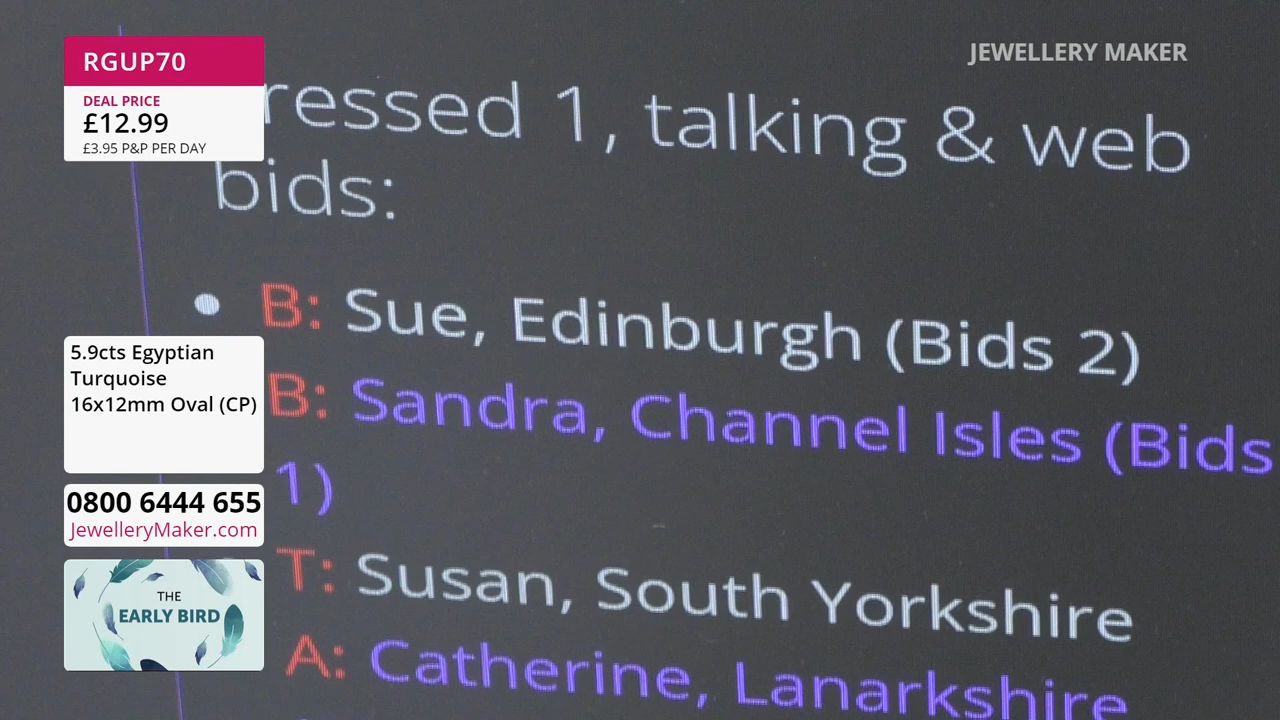 RGUP70
DEAL PRICE
£12.99
£3.95 P&P PER DAY
JEWELLERY MAKER
ressed 1, talking & web
bids:
B: Sue, Edinburgh (Bids 2)
B: Sandra, Channel Isles (Bids
1)
T: Susan, South Yorkshire
A: Catherine, Lanarkshire
5.9cts Egyptian
Turquoise
16x12mm Oval (CP)
0800 6444 655
JewelleryMaker.com
THE
EARLY BIRD